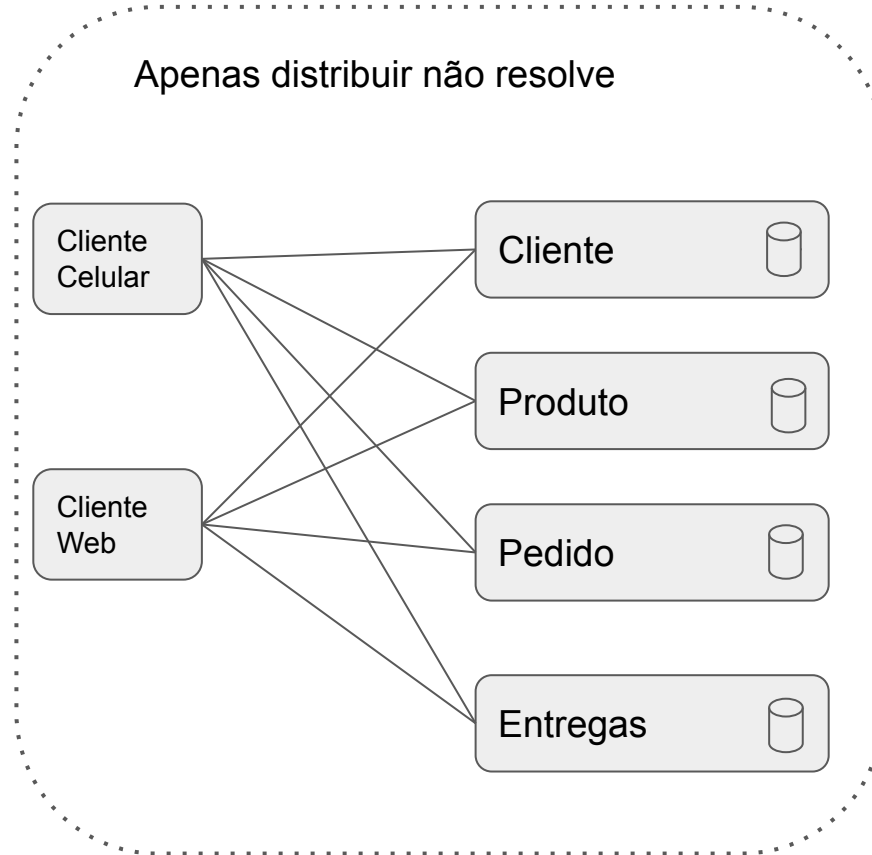 Apenas distribuir não resolve
Cliente
Celular
Cliente
Produto
Cliente
Web
Pedido
Entregas